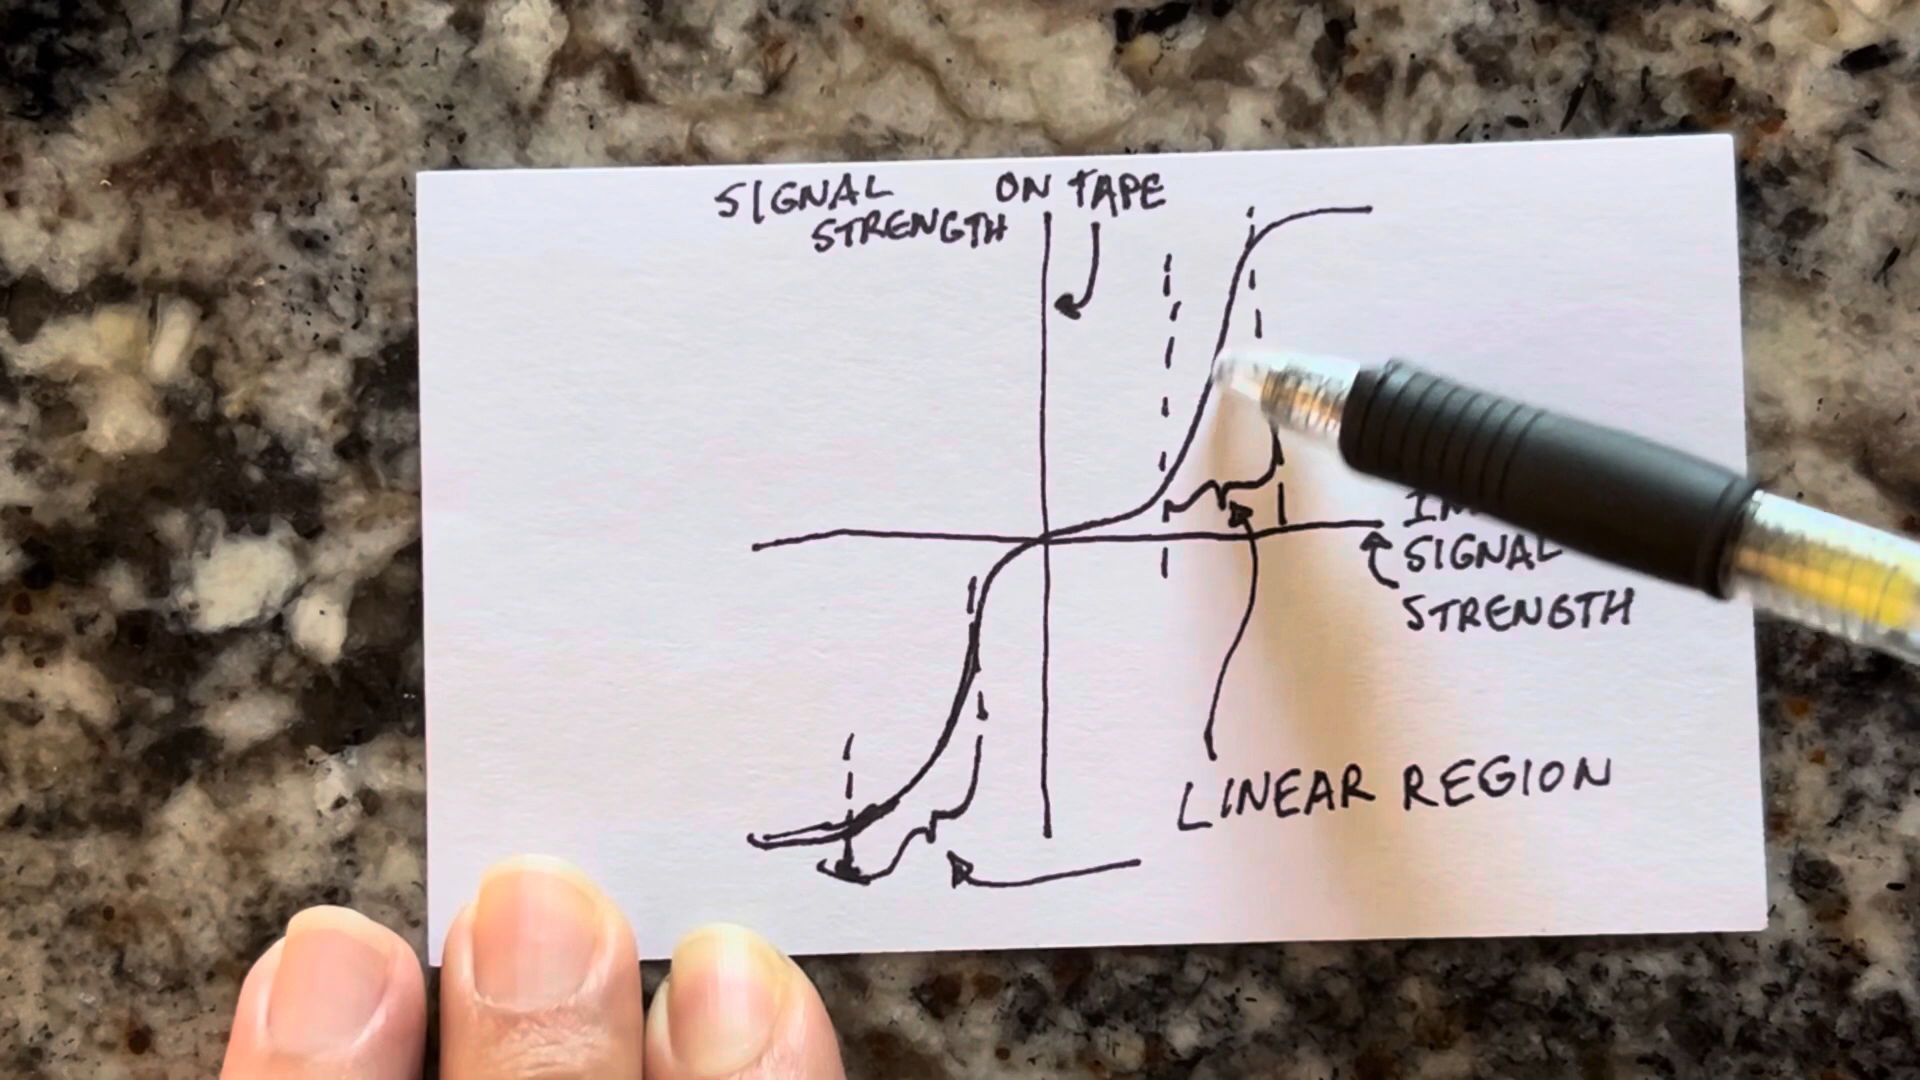 SIGNAL STRENGTH
ON TAPE
SIGNAL
STRENGTH
LINEAR REGION